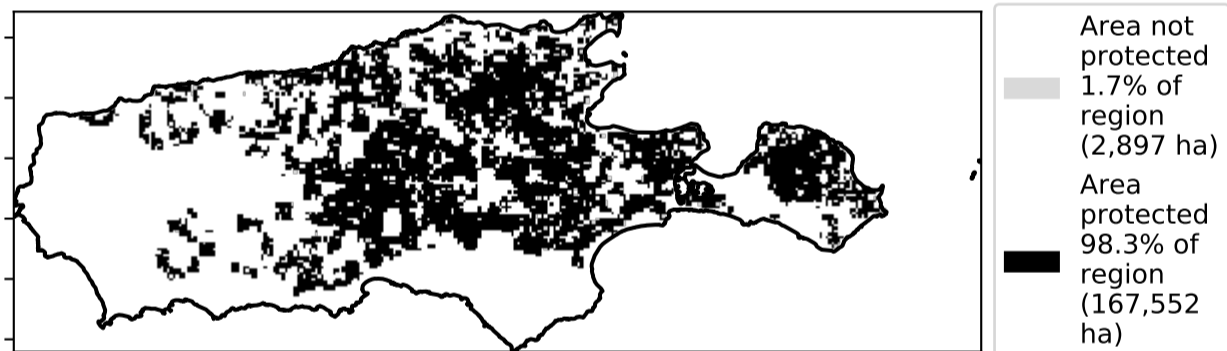 Area not
protected
1.7% of
region
(2,897 ha)
Area
protected
98.3% of
region
(167,552
ha)